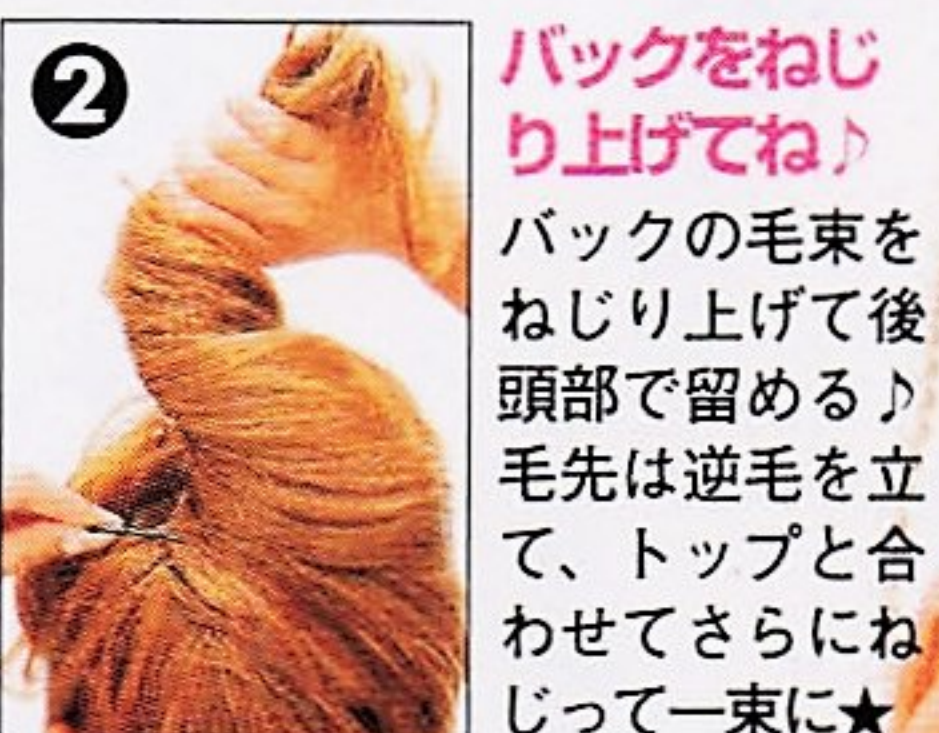 2
バックをねじ
り上げてね♪
バックの毛束を
ねじり上げて後
頭部で留める♪
毛先は逆毛を立
て、トップと合
わせてさらにね
じって一束に★